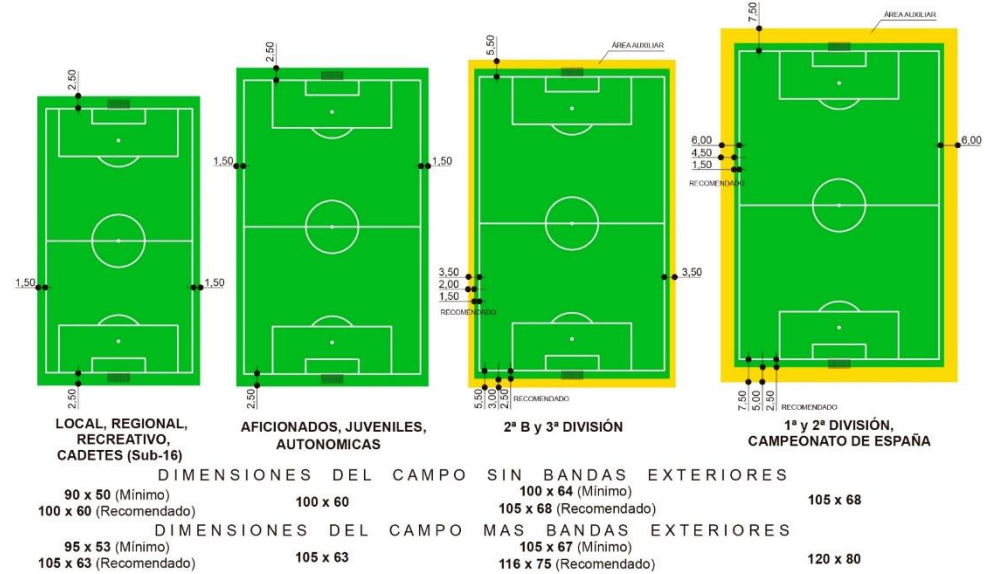 2,50
1,50
1,50
2,50
LOCAL, REGIONAL,
RECREATIVO,
CADETES (Sub-16)
2,50
1,50
1,50
2,50
AFICIONADOS, JUVENILES,
AUTONOMICAS
5,50
ÁREA AUXILIAR
3,50
2,00
1,50
RECOMENDADO
3,50
5,50
3,00
2,50
RECOMENDADO
2ª B y 3ª DIVISIÓN
7,50
ÁREA AUXILIAR
6,00
4,50
1,50
RECOMENDADO
6,00
7,50
5,00
2,50
RECOMENDADO
1ª y 2ª DIVISIÓN,
CAMPEONATO DE ESPAÑA
DIMENSIONES DEL CAMPO SIN BANDAS EXTERIORES
90 x 50 (Mínimo)
100 x 60 (Recomendado)
100 x 60
100 x 64 (Mínimo)
105 x 68 (Recomendado)
105 x 68
DIMENSIONES DEL CAMPO MAS BANDAS EXTERIORES
95 x 53 (Mínimo)
105 x 63 (Recomendado)
105 x 63
105 x 67 (Mínimo)
116 x 75 (Recomendado)
120 x 80